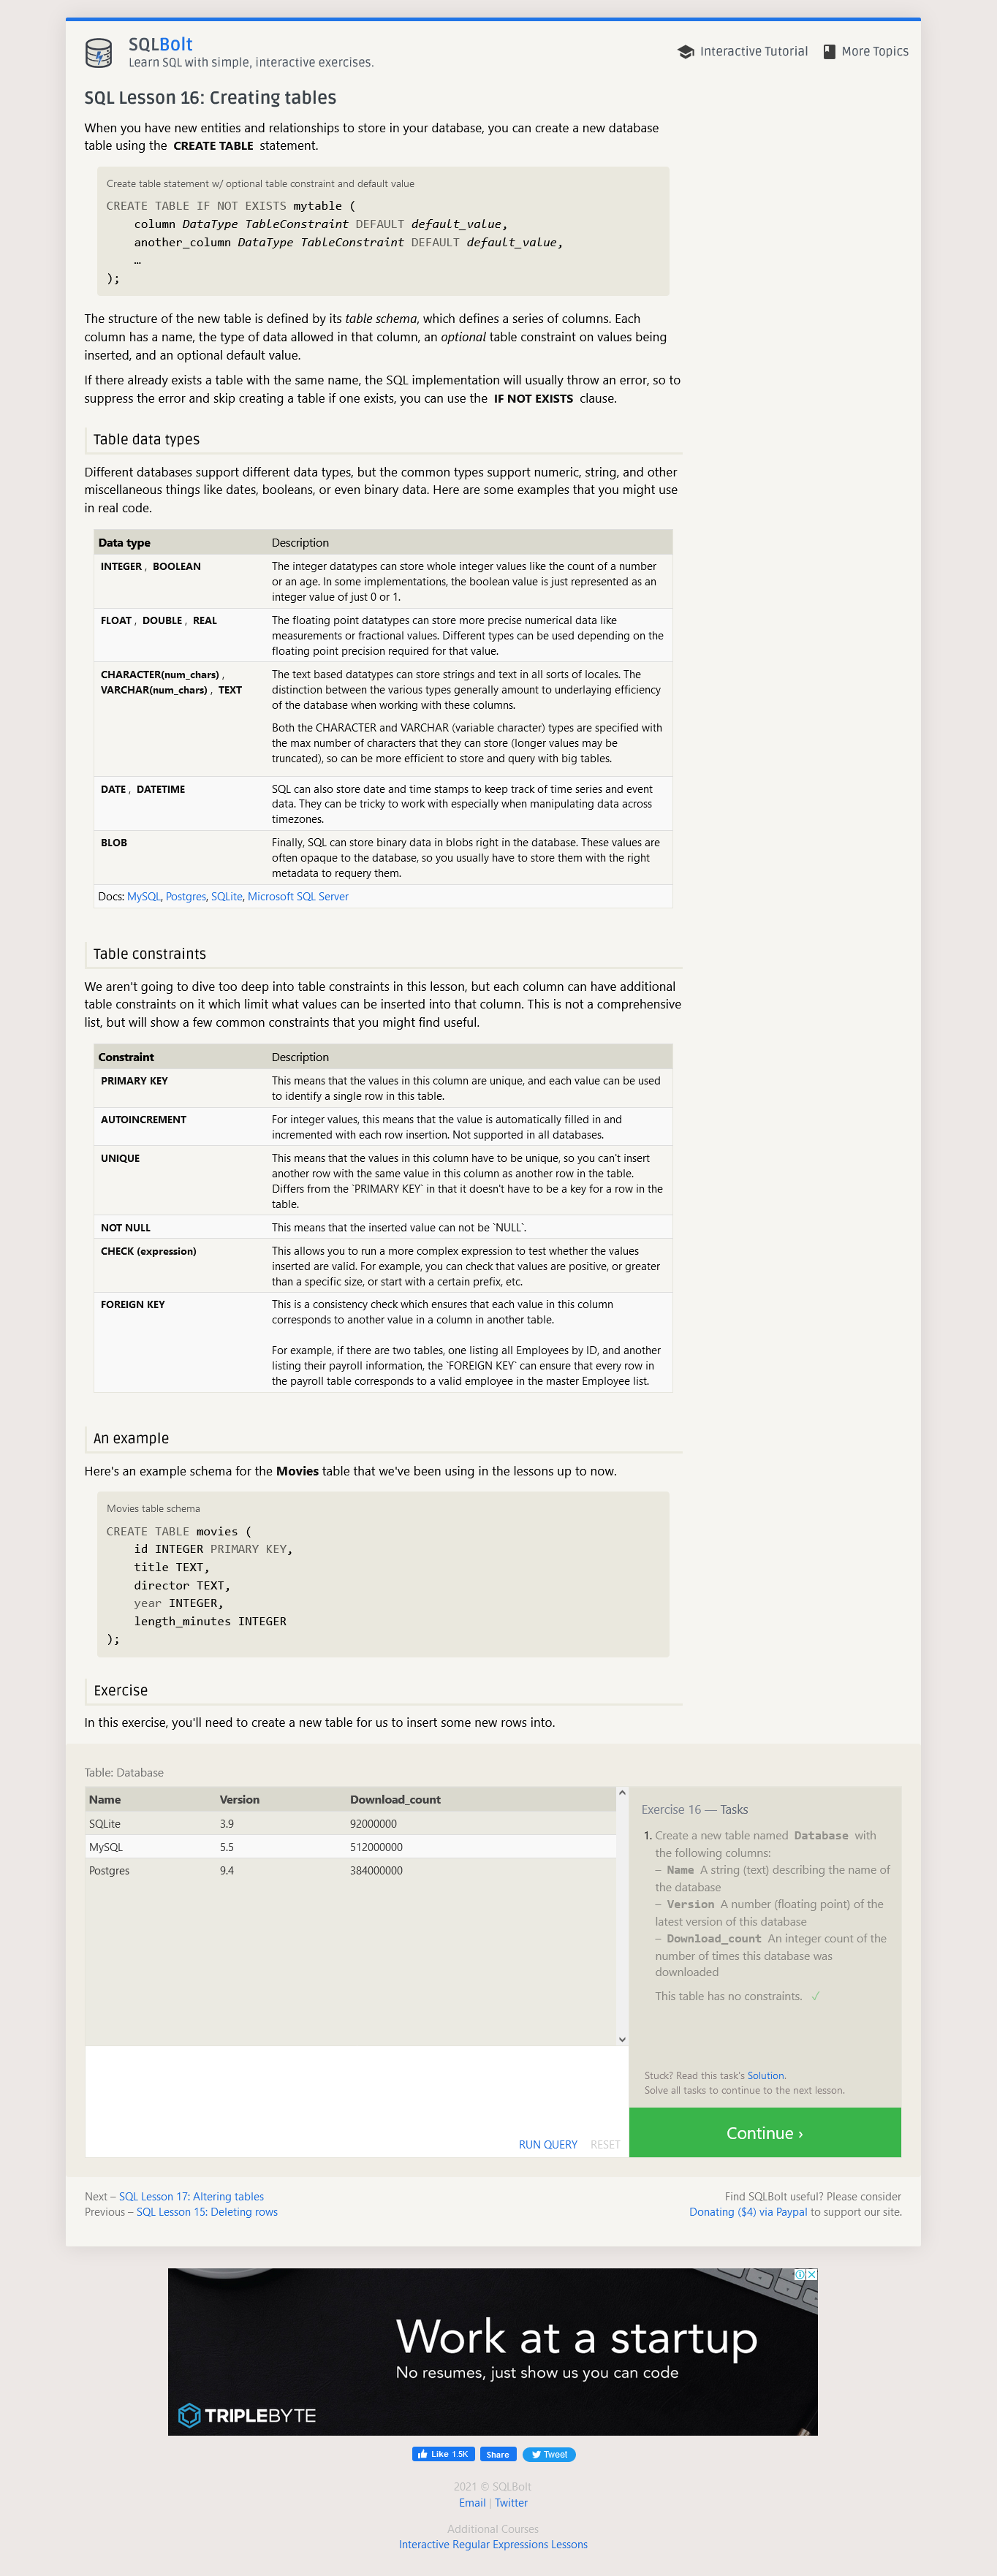 SQLBolt
Learn SQL with simple, interactive exercises.
Interactive Tutorial
More Topics
SQL Lesson 16: Creating tables
When you have new entities and relationships to store in your database, you can create a new database
table using the CREATE TABLE statement.
Create table statement w/ optional table constraint and default value
CREATE TABLE IF NOT EXISTS mytable (
    column DataType TableConstraint DEFAULT default_value,
    another_column DataType TableConstraint DEFAULT default_value,
    …
);
The structure of the new table is defined by its table schema, which defines a series of columns. Each
column has a name, the type of data allowed in that column, an optional table constraint on values being
inserted, and an optional default value.
If there already exists a table with the same name, the SQL implementation will usually throw an error, so to
suppress the error and skip creating a table if one exists, you can use the IF NOT EXISTS clause.
Table data types
Different databases support different data types, but the common types support numeric, string, and other
miscellaneous things like dates, booleans, or even binary data. Here are some examples that you might use
in real code.
Data type Description
INTEGER , BOOLEAN
The integer datatypes can store whole integer values like the count of a number
or an age. In some implementations, the boolean value is just represented as an
integer value of just 0 or 1.
FLOAT , DOUBLE , REAL
The floating point datatypes can store more precise numerical data like
measurements or fractional values. Different types can be used depending on the
floating point precision required for that value.
CHARACTER(num_chars) ,
VARCHAR(num_chars) , TEXT
The text based datatypes can store strings and text in all sorts of locales. The
distinction between the various types generally amount to underlaying efficiency
of the database when working with these columns.
Both the CHARACTER and VARCHAR (variable character) types are specified with
the max number of characters that they can store (longer values may be
truncated), so can be more efficient to store and query with big tables.
DATE , DATETIME
SQL can also store date and time stamps to keep track of time series and event
data. They can be tricky to work with especially when manipulating data across
timezones.
BLOB
Finally, SQL can store binary data in blobs right in the database. These values are
often opaque to the database, so you usually have to store them with the right
metadata to requery them.
Docs: MySQL, Postgres, SQLite, Microsoft SQL Server
Table constraints
We aren't going to dive too deep into table constraints in this lesson, but each column can have additional
table constraints on it which limit what values can be inserted into that column. This is not a comprehensive
list, but will show a few common constraints that you might find useful.
Constraint Description
PRIMARY KEY
This means that the values in this column are unique, and each value can be used
to identify a single row in this table.
AUTOINCREMENT
For integer values, this means that the value is automatically filled in and
incremented with each row insertion. Not supported in all databases.
UNIQUE
This means that the values in this column have to be unique, so you can't insert
another row with the same value in this column as another row in the table.
Differs from the `PRIMARY KEY` in that it doesn't have to be a key for a row in the
table.
NOT NULL
This means that the inserted value can not be `NULL`.
CHECK (expression)
This allows you to run a more complex expression to test whether the values
inserted are valid. For example, you can check that values are positive, or greater
than a specific size, or start with a certain prefix, etc.
FOREIGN KEY
This is a consistency check which ensures that each value in this column
corresponds to another value in a column in another table.
For example, if there are two tables, one listing all Employees by ID, and another
listing their payroll information, the `FOREIGN KEY` can ensure that every row in
the payroll table corresponds to a valid employee in the master Employee list.
An example
Here's an example schema for the Movies table that we've been using in the lessons up to now.
Movies table schema
CREATE TABLE movies (
    id INTEGER PRIMARY KEY,
    title TEXT,
    director TEXT,
    year INTEGER,
    length_minutes INTEGER
);
Exercise
In this exercise, you'll need to create a new table for us to insert some new rows into.
Table: Database
Name Version Download_count
SQLite 3.9 92000000
MySQL 5.5 512000000
Postgres 9.4 384000000
RUN QUERY RESET
Exercise 16 — Tasks
1. Create a new table named Database with
the following columns:
– Name A string (text) describing the name of
the database
– Version A number (floating point) of the
latest version of this database
– Download_count An integer count of the
number of times this database was
downloaded
This table has no constraints. ✓
Stuck? Read this task's Solution.
Solve all tasks to continue to the next lesson.
Continue ›
Next – SQL Lesson 17: Altering tables
Previous – SQL Lesson 15: Deleting rows
Find SQLBolt useful? Please consider
Donating ($4) via Paypal to support our site.
Work at a startup
No resumes, just show us you can code
TRIPLEBYTE
Like 1.5K
Share
Tweet
2021 © SQLBolt
Email | Twitter
Additional Courses
Interactive Regular Expressions Lessons